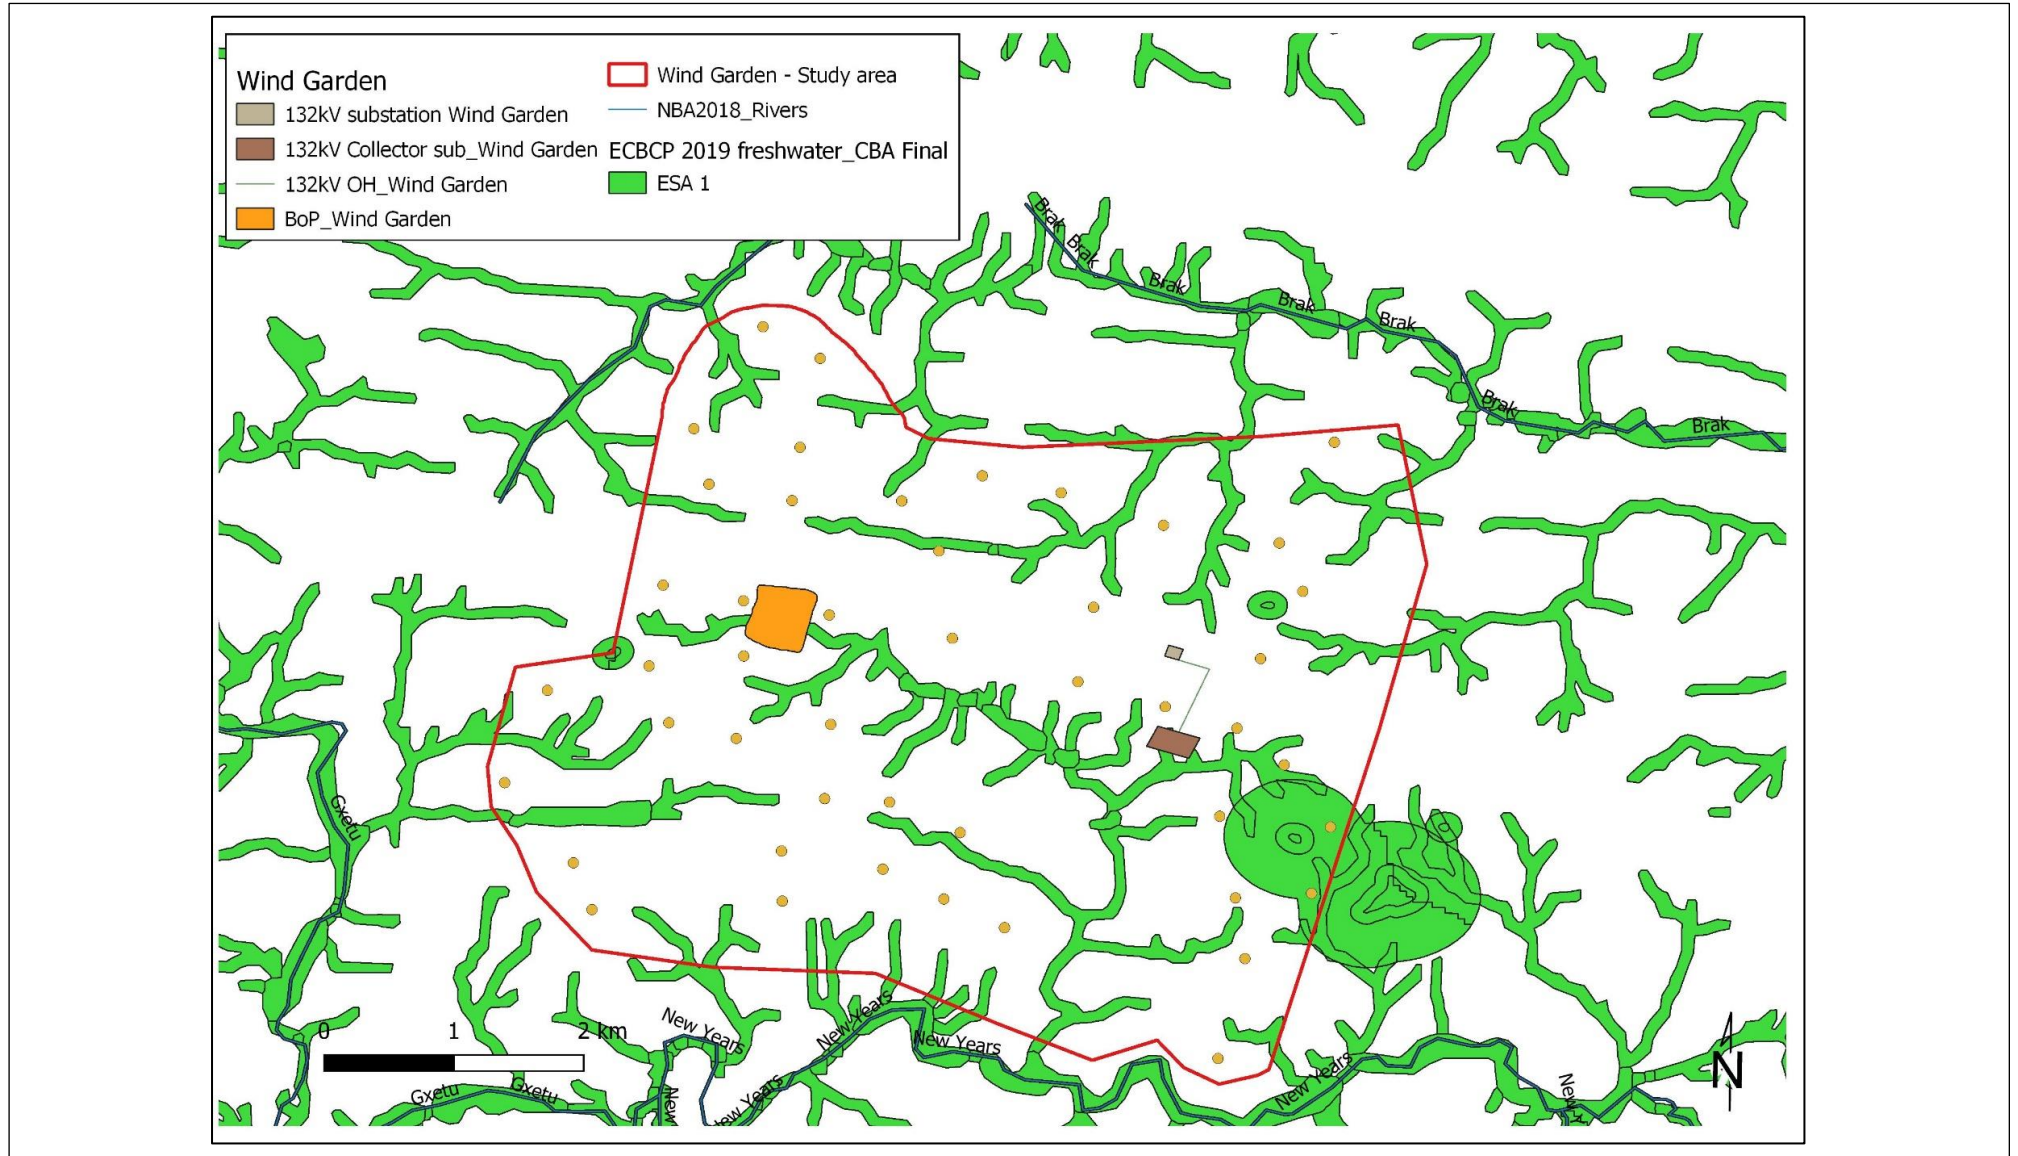 Wind Garden
132kV substation Wind Garden
132kV Collector sub_Wind Garden
132kV OH_Wind Garden
BoP_Wind Garden
Wind Garden - Study area
NBA2018_Rivers
ECBCP 2019 freshwater_CBA Final
ESA 1
Brak
Brak
Brak
Brak
Brak
Brak
Brak
Gxetu
New Years
New Years
New Years
0 1 2 km
Gxetu
Gxetu
New
New Years
New Years
New Y
N